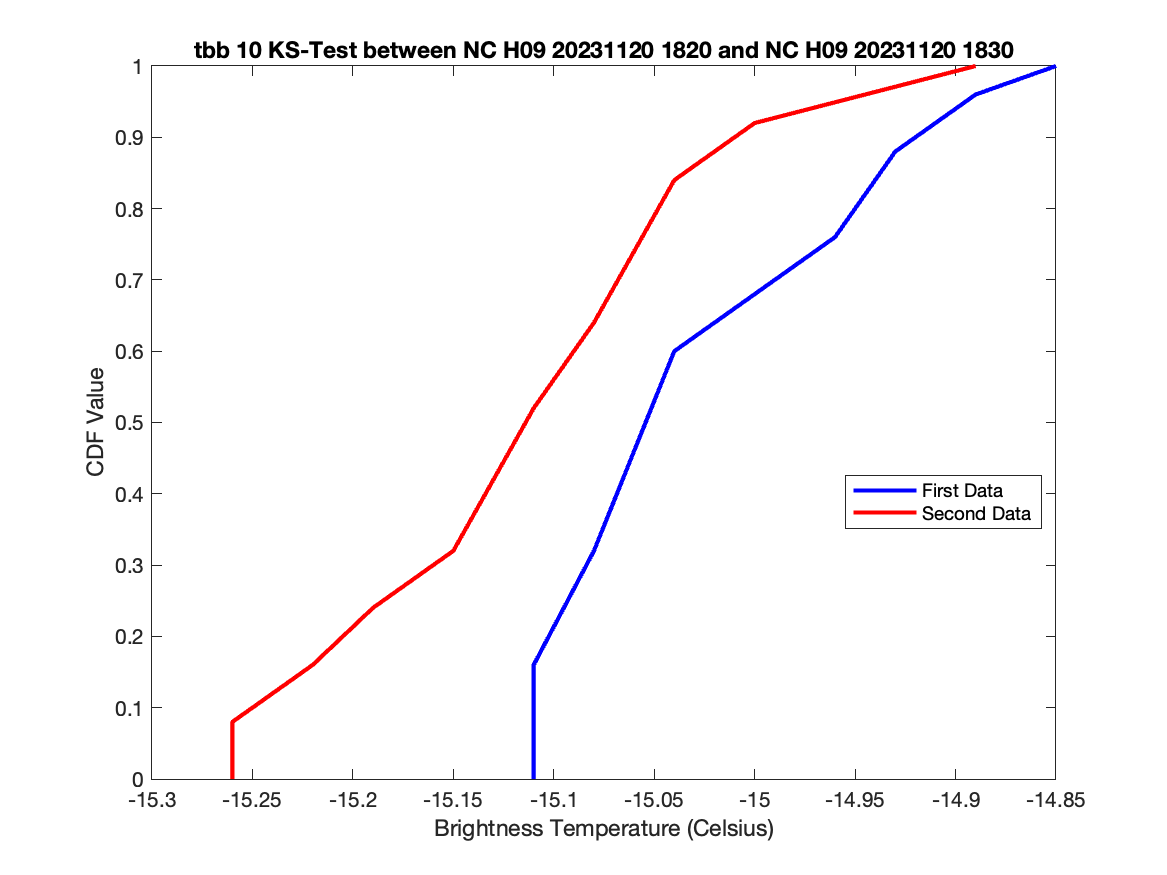 tbb 10 KS-Test between NC H09 20231120 1820 and NC H09 20231120 1830
1
0.9
0.8
0.7
0.6
0.5
0.4
0.3
0.2
0.1
0
CDF Value
First Data
Second Data
-15.3 -15.25 -15.2 -15.15 -15.1 -15.05 -15 -14.95 -14.9 -14.85
Brightness Temperature (Celsius)